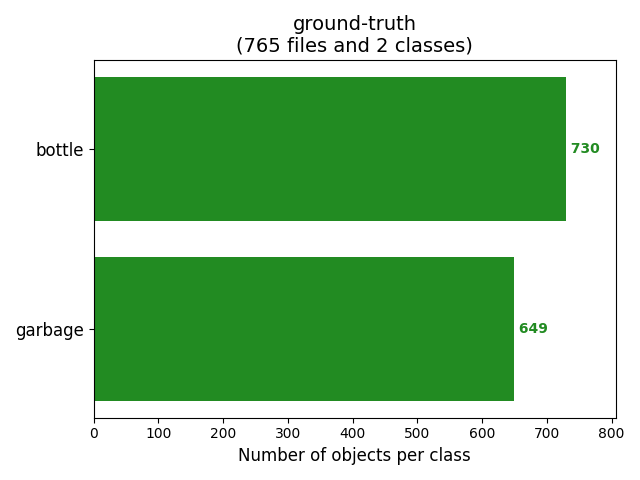 ground-truth
(765 files and 2 classes)
bottle
730
garbage
649
0 100 200 300 400 500 600 700 800
Number of objects per class